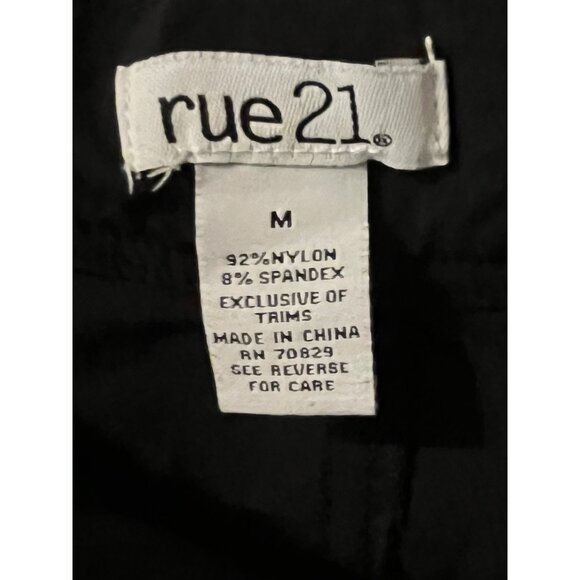 rue21®
M
92%NYLON
8% SPANDEX
EXCLUSIVE OF
TRIMS
MADE IN CHINA
RN 70829
SEE REVERSE
FOR CARE